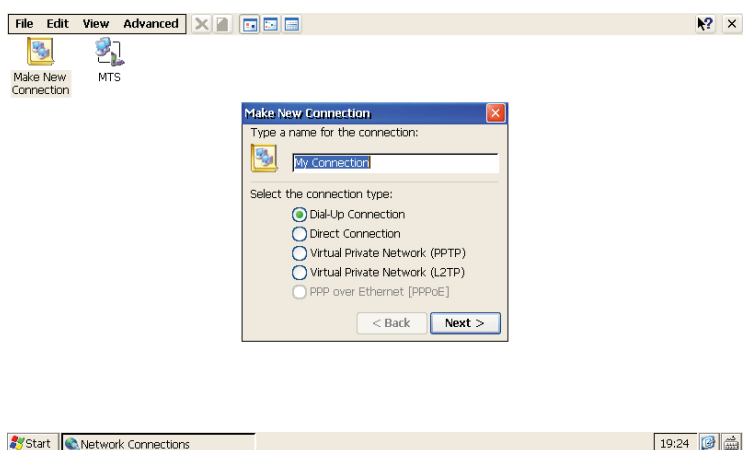 File Edit View Advanced
Make New Connection
MTS
Make New Connection
Type a name for the connection:
My Connection
Select the connection type:
Dial-Up Connection
Direct Connection
Virtual Private Network (PPTP)
Virtual Private Network (L2TP)
PPP over Ethernet [PPPoE]
< Back Next >
Start Network Connections 19:24